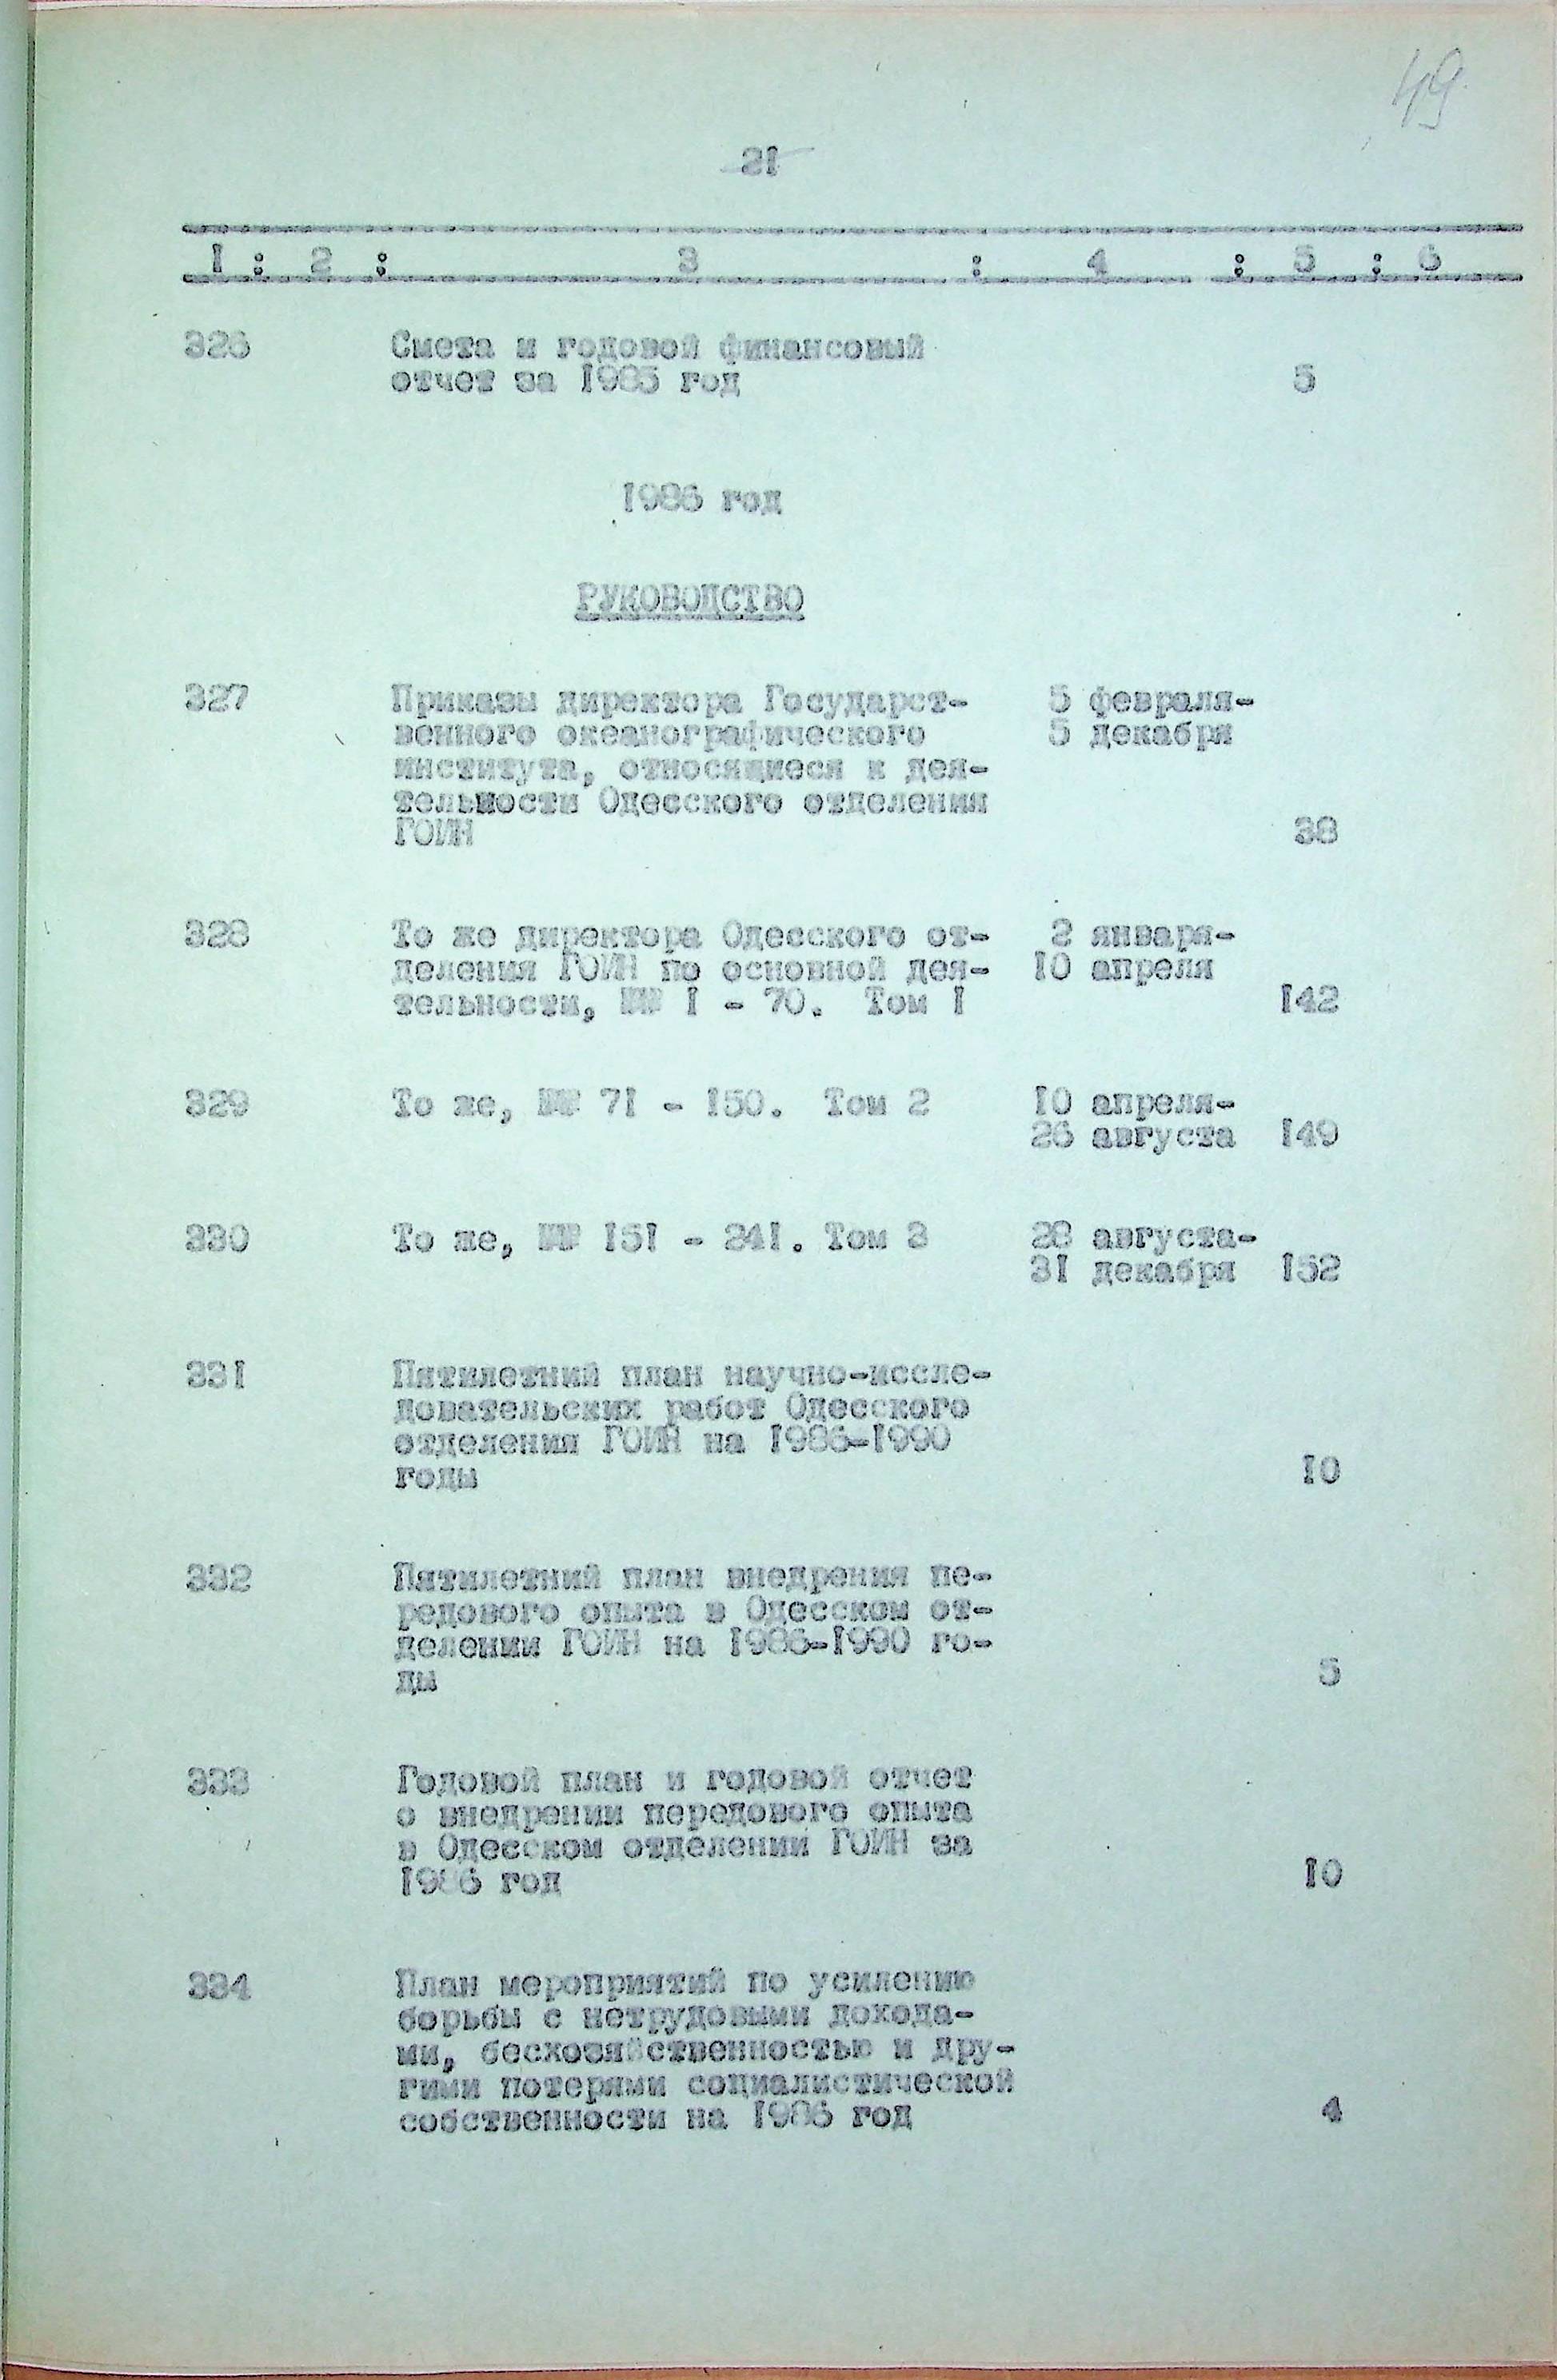 49
21
1 : 2 : 3 : 4 : 5 : 6
326 Смета и годовой финансовый
отчет за 1985 год 5
1986 год
РУКОВОДСТВО
327 Приказы директора Государст- 5 февраля-
венного океанографического 5 декабря
института, относящиеся к дея-
тельности Одесского отделения
ГОИН 38
328 То же директора Одесского от- 2 января-
деления ГОИН по основной дея- 10 апреля
тельности, №№ 1 - 70. Том 1 142
329 То же, №№ 71 - 150. Том 2 10 апреля-
26 августа 149
330 То же, №№ 151 - 241. Том 3 28 августа-
31 декабря 152
331 Пятилетний план научно-иссле-
довательских работ Одесского
отделения ГОИН на 1986-1990
годы 10
332 Пятилетний план внедрения пе-
редового опыта в Одесском от-
делении ГОИН на 1986-1990 го-
ды 5
333 Годовой план и годовой отчет
о внедрении передового опыта
в Одесском отделении ГОИН за
1986 год 10
334 План мероприятий по усилению
борьбы с нетрудовыми дохода-
ми, бесхозяйственностью и дру-
гими потерями социалистической
собственности на 1986 год 4